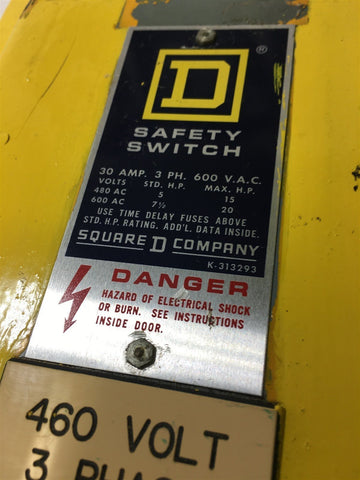 D ®
SAFETY
SWITCH
30 AMP. 3 PH. 600 V.A.C.
VOLTS STD. H.P. MAX. H.P.
480 AC 5 15
600 AC 7½ 20
USE TIME DELAY FUSES ABOVE
STD. H.P. RATING. ADD'L. DATA INSIDE.
SQUARE D COMPANY
K-313293
DANGER
HAZARD OF ELECTRICAL SHOCK
OR BURN. SEE INSTRUCTIONS
INSIDE DOOR.
460 VOLT
3